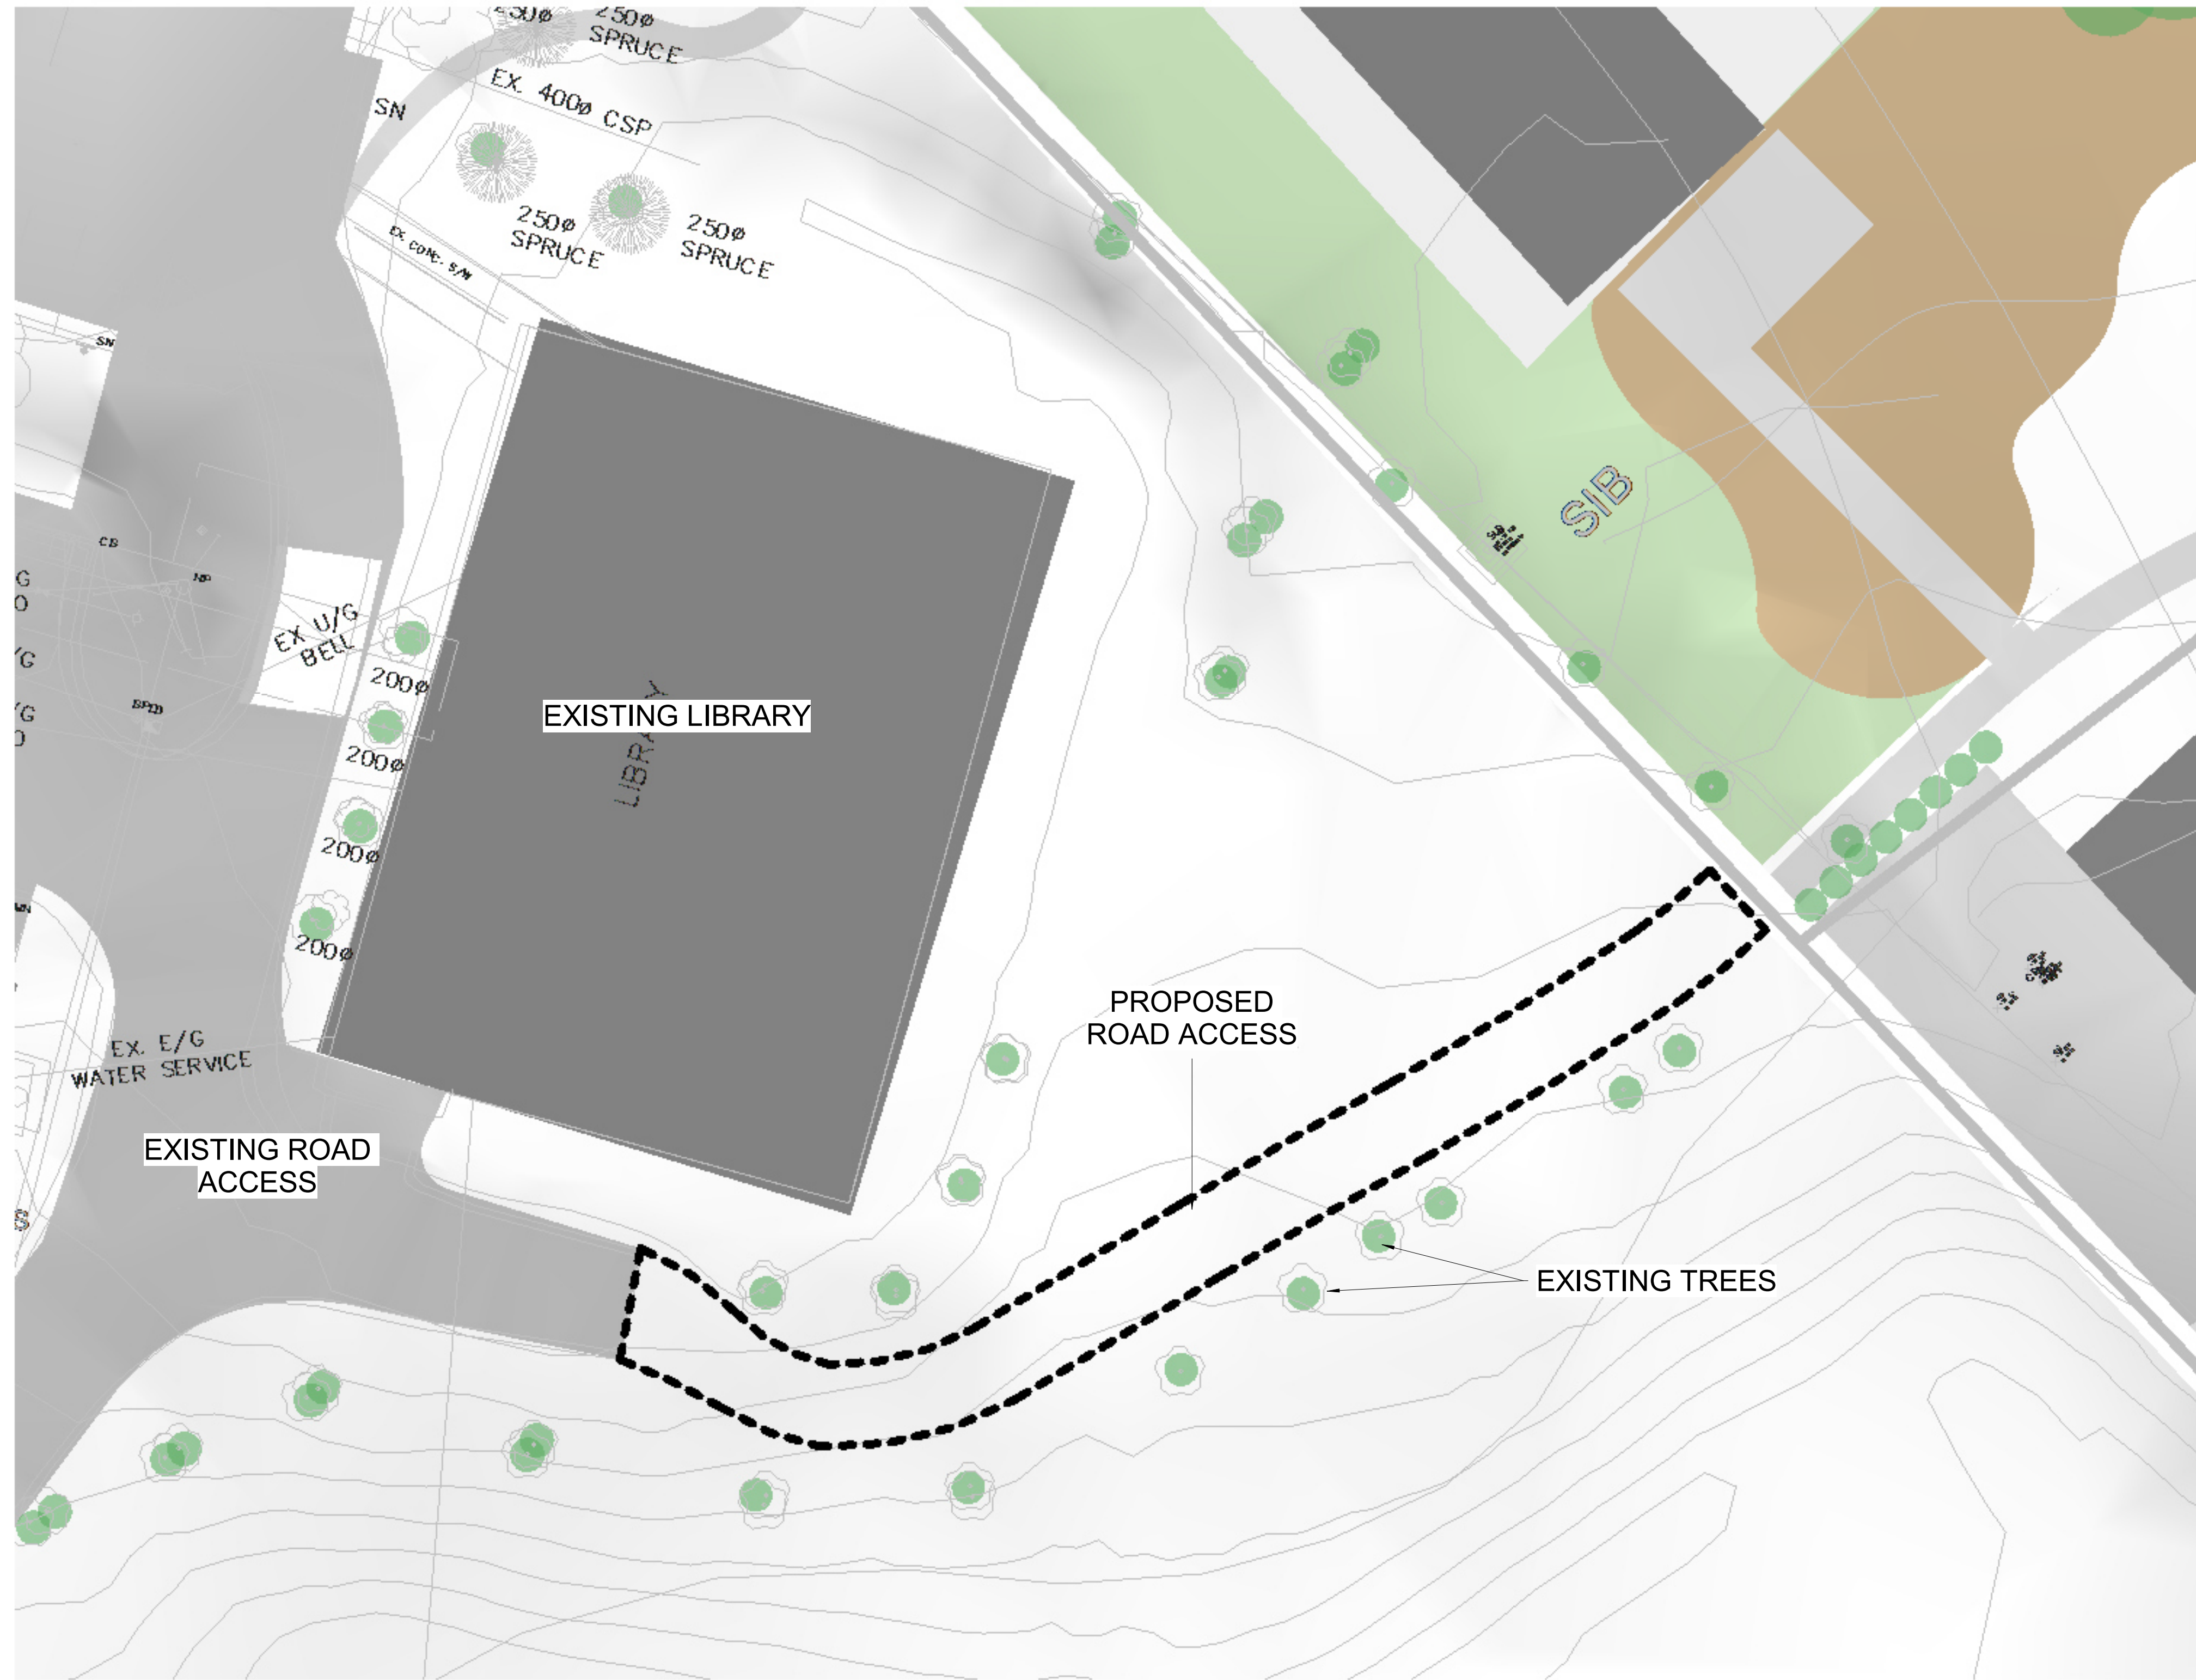 250ø
250ø
SPRUCE
EX. 400ø CSP
SN
250ø
SPRUCE
250ø
SPRUCE
EX. CONC. S/W
SN
SIB
CB
G
O
EX U/G
BELL
/G
200ø
EXISTING LIBRARY
LIBRARY
/G
O
200ø
200ø
200ø
PROPOSED
ROAD ACCESS
EX. E/G
WATER SERVICE
EXISTING ROAD
ACCESS
S
EXISTING TREES